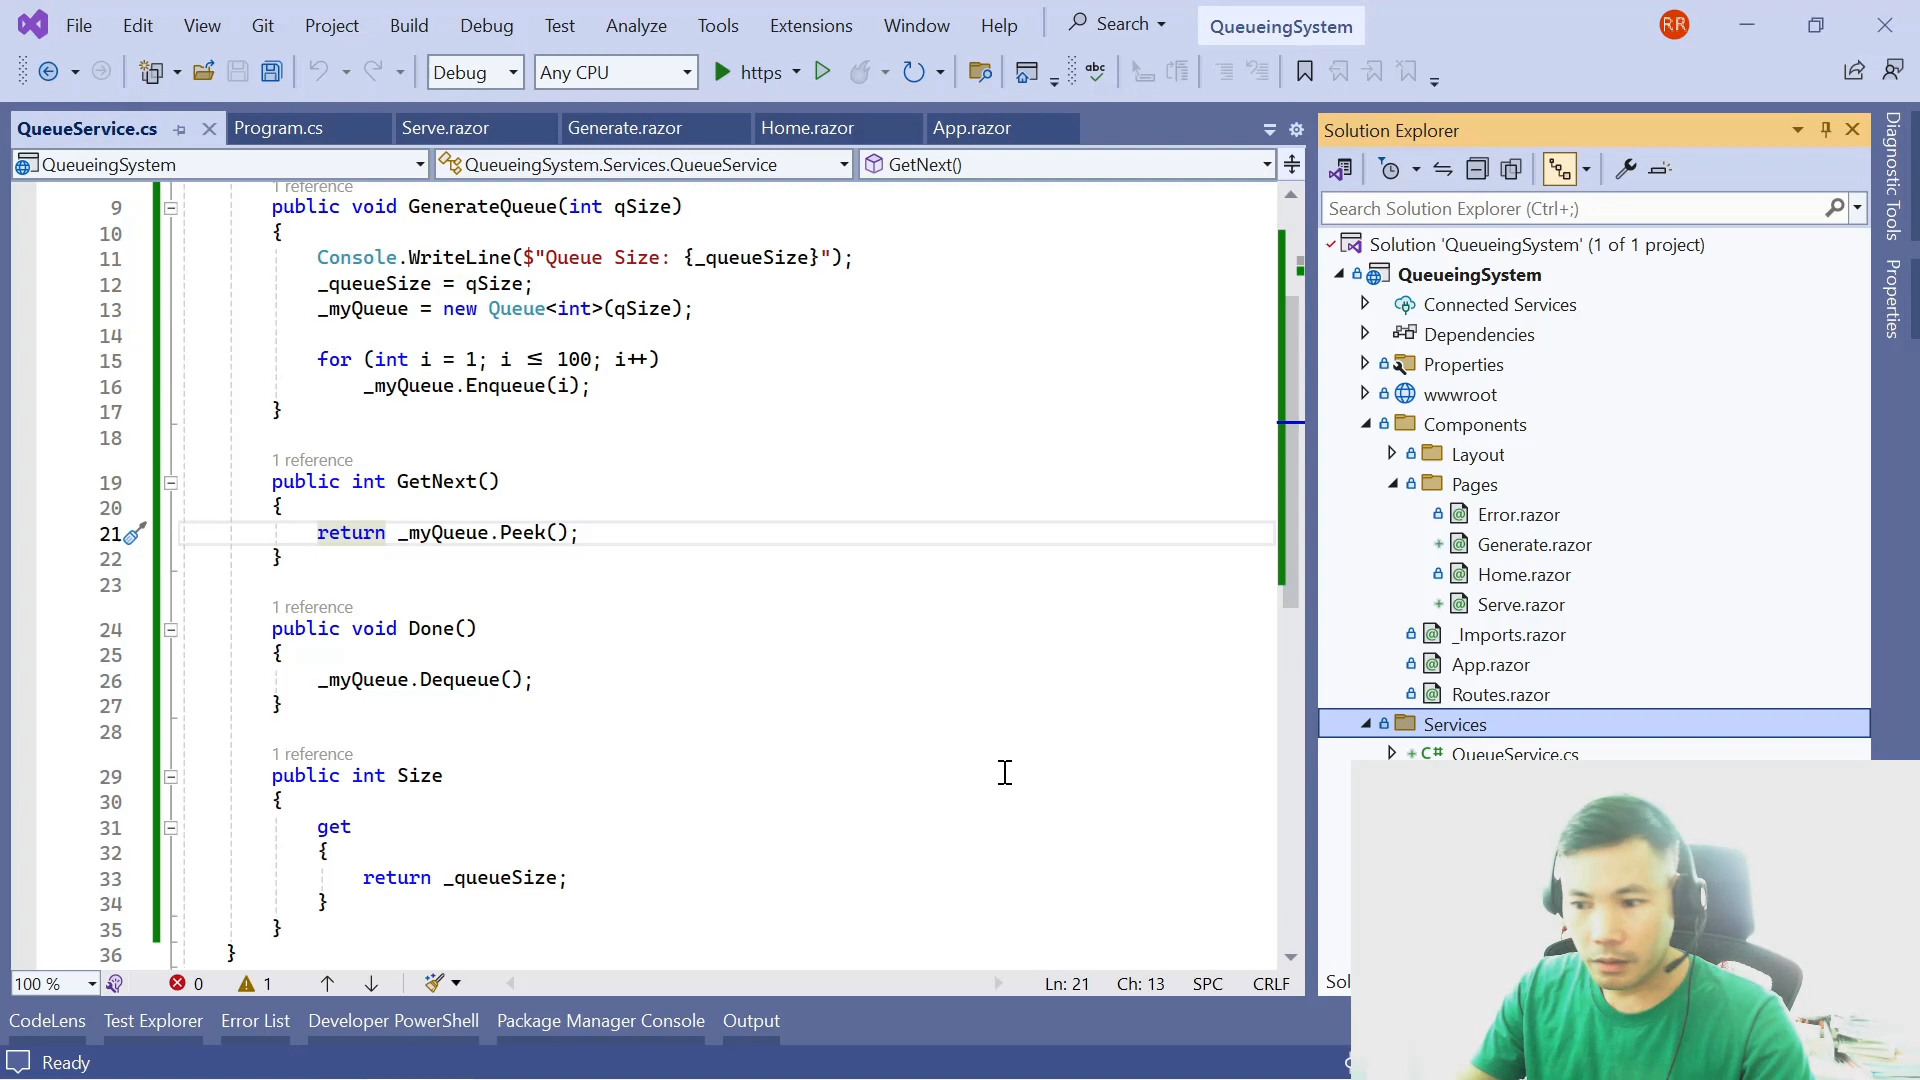 File Edit View Git Project Build Debug Test Analyze Tools Extensions Window Help Search QueueingSystem RR
Debug Any CPU https abc
QueueService.cs Program.cs Serve.razor Generate.razor Home.razor App.razor
QueueingSystem QueueingSystem.Services.QueueService GetNext()
1 reference
9 public void GenerateQueue(int qSize)
10 {
11 Console.WriteLine($"Queue Size: {_queueSize}");
12 _queueSize = qSize;
13 _myQueue = new Queue<int>(qSize);
14
15 for (int i = 1; i ≤ 100; i++)
16 _myQueue.Enqueue(i);
17 }
18
1 reference
19 public int GetNext()
20 {
21 return _myQueue.Peek();
22 }
23
1 reference
24 public void Done()
25 {
26 _myQueue.Dequeue();
27 }
28
1 reference
29 public int Size
30 {
31 get
32 {
33 return _queueSize;
34 }
35 }
36 }
100 % 0 1 Ln: 21 Ch: 13 SPC CRLF
CodeLens Test Explorer Error List Developer PowerShell Package Manager Console Output
Ready
Solution Explorer
Search Solution Explorer (Ctrl+;)
Solution 'QueueingSystem' (1 of 1 project)
QueueingSystem
Connected Services
Dependencies
Properties
wwwroot
Components
Layout
Pages
Error.razor
Generate.razor
Home.razor
Serve.razor
_Imports.razor
App.razor
Routes.razor
Services
C# QueueService.cs
Sol
Diagnostic Tools
Properties